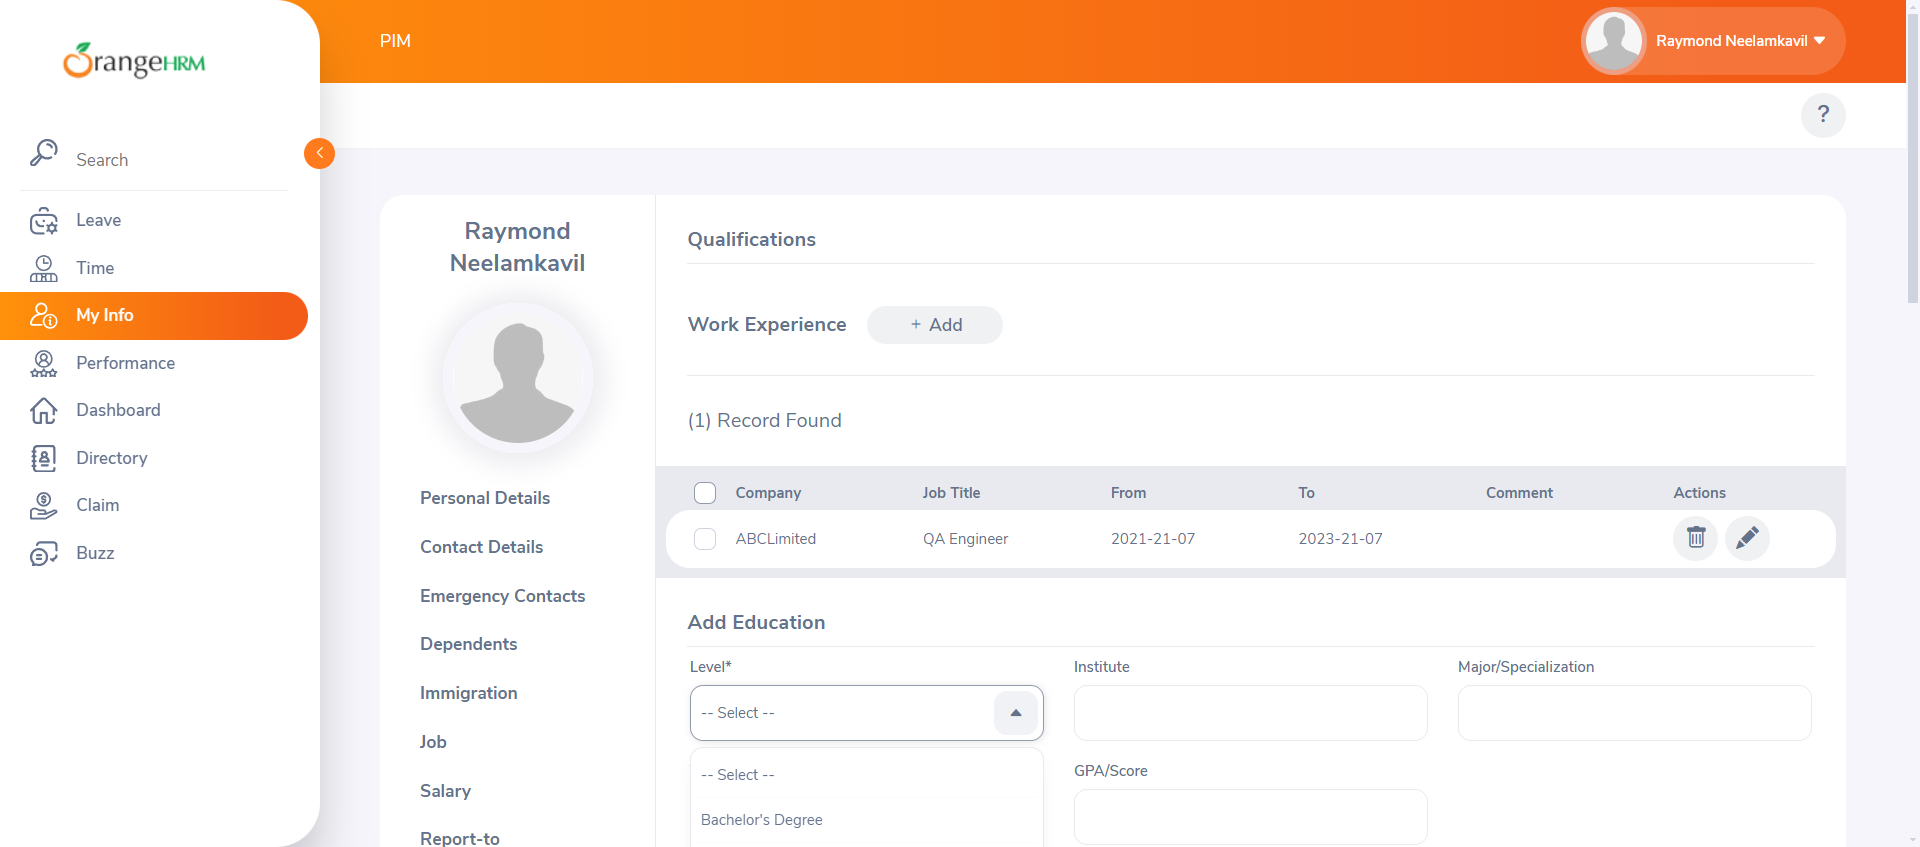 OrangeHRM
PIM
Raymond Neelamkavil
?
Search
Leave
Time
My Info
Performance
Dashboard
Directory
Claim
Buzz
Raymond
Neelamkavil
Personal Details
Contact Details
Emergency Contacts
Dependents
Immigration
Job
Salary
Report-to
Qualifications
Work Experience
+ Add
(1) Record Found
Company Job Title From To Comment Actions
ABCLimited QA Engineer 2021-21-07 2023-21-07
Add Education
Level* Institute Major/Specialization
-- Select --
-- Select --
GPA/Score
Bachelor's Degree